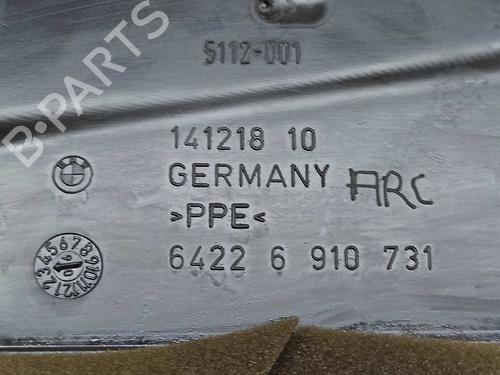 B-PARTS
5112-001
141218 10
GERMANY ARC
>PPE<
6422 6 910 731